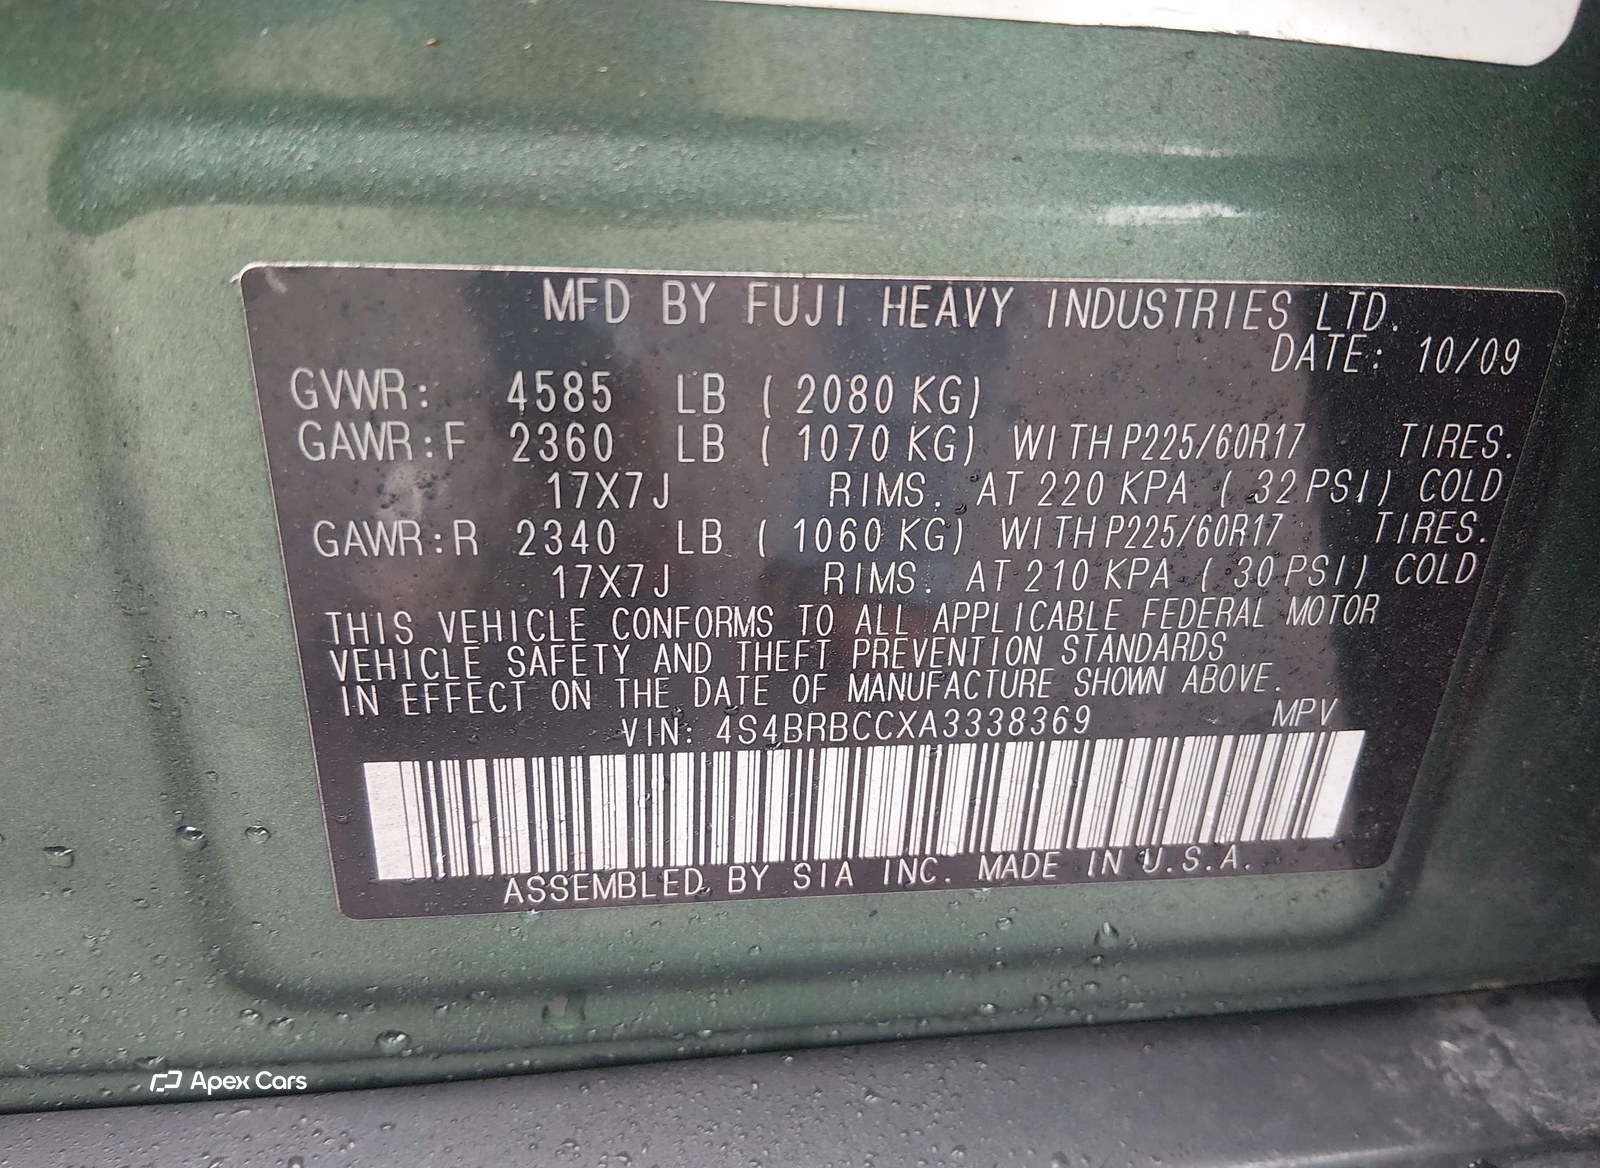 MFD BY FUJI HEAVY INDUSTRIES LTD.
DATE: 10/09
GVWR: 4585 LB ( 2080 KG)
GAWR:F 2360 LB ( 1070 KG) WITH P225/60R17 TIRES.
17X7J RIMS. AT 220 KPA ( 32 PSI) COLD
GAWR:R 2340 LB ( 1060 KG) WITH P225/60R17 TIRES.
17X7J RIMS. AT 210 KPA ( 30 PSI) COLD
THIS VEHICLE CONFORMS TO ALL APPLICABLE FEDERAL MOTOR
VEHICLE SAFETY AND THEFT PREVENTION STANDARDS
IN EFFECT ON THE DATE OF MANUFACTURE SHOWN ABOVE.
VIN: 4S4BRBCCXA3338369 MPV
ASSEMBLED BY SIA INC. MADE IN U.S.A.
Apex Cars